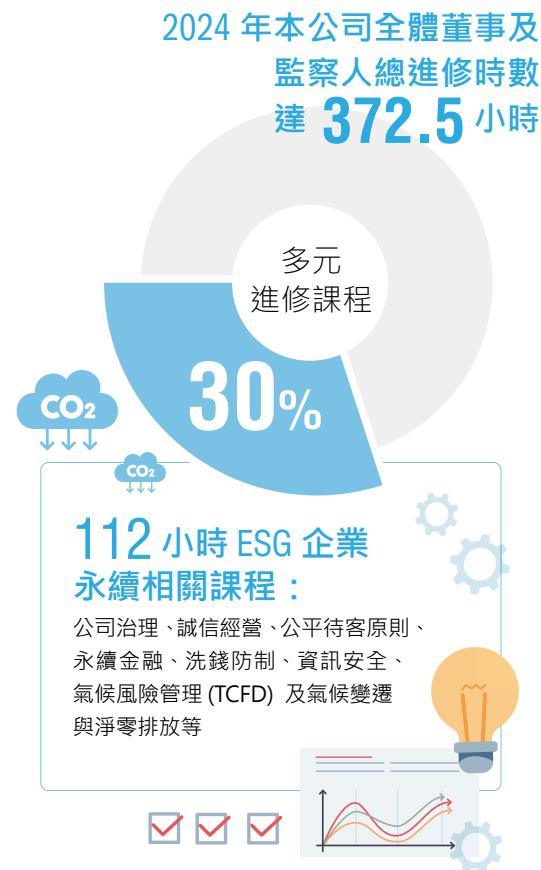 2024 年本公司全體董事及
監察人總進修時數
達 372.5 小時
多元
進修課程
30%
CO2
CO2
112 小時 ESG 企業
永續相關課程：
公司治理、誠信經營、公平待客原則、
永續金融、洗錢防制、資訊安全、
氣候風險管理 (TCFD) 及氣候變遷
與淨零排放等